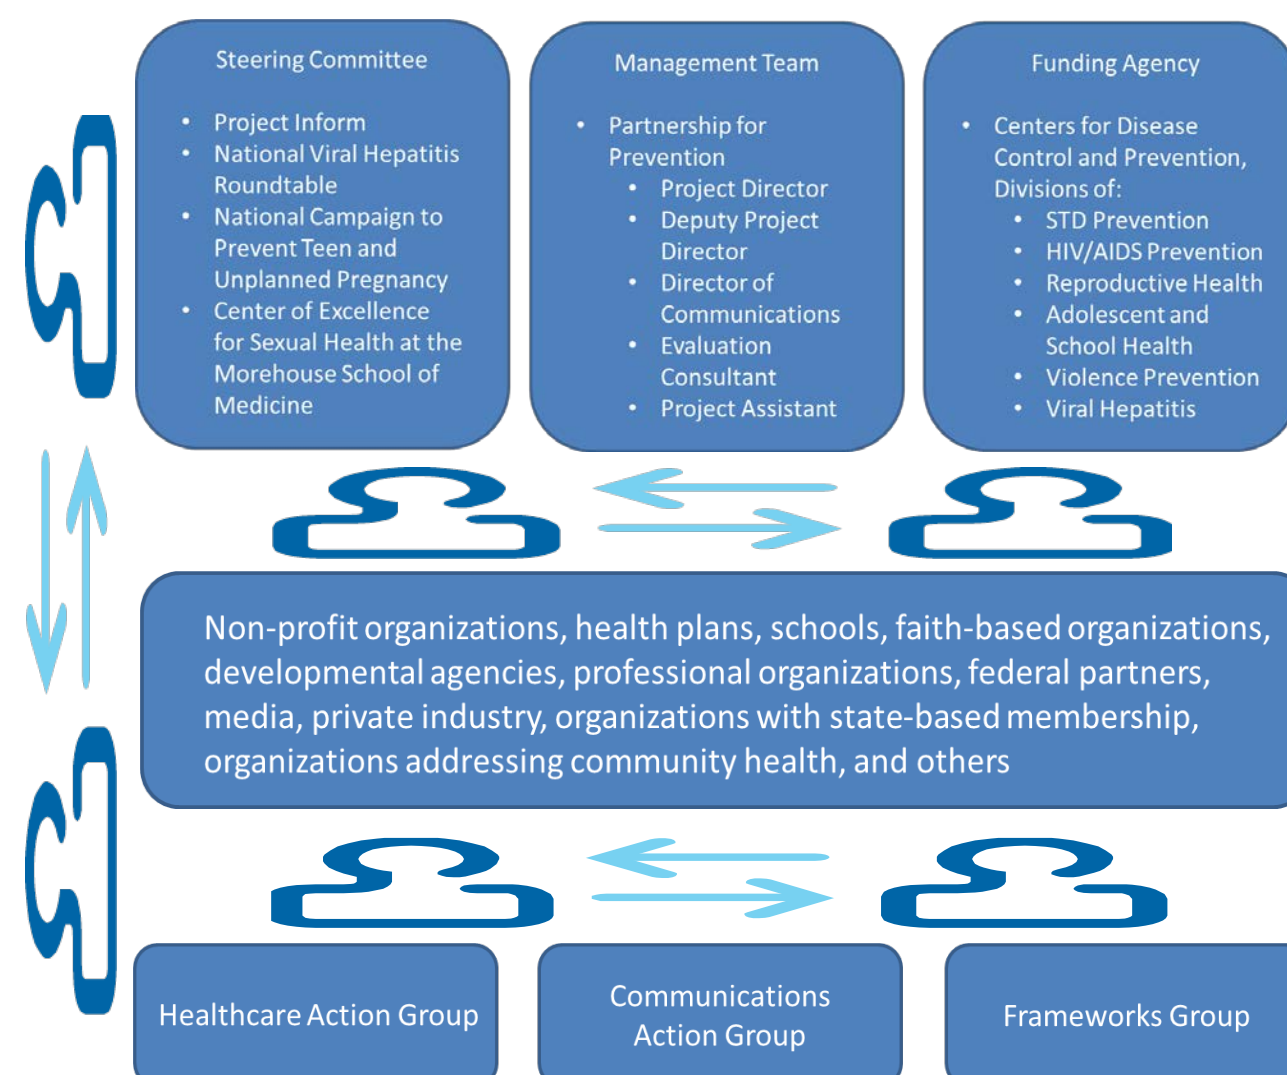 Steering Committee
• Project Inform
• National Viral Hepatitis
Roundtable
• National Campaign to
Prevent Teen and
Unplanned Pregnancy
• Center of Excellence
for Sexual Health at the
Morehouse School of
Medicine
Management Team
• Partnership for
Prevention
• Project Director
• Deputy Project
Director
• Director of
Communications
• Evaluation
Consultant
• Project Assistant
Funding Agency
• Centers for Disease
Control and Prevention,
Divisions of:
• STD Prevention
• HIV/AIDS Prevention
• Reproductive Health
• Adolescent and
School Health
• Violence Prevention
• Viral Hepatitis
Non-profit organizations, health plans, schools, faith-based organizations,
developmental agencies, professional organizations, federal partners,
media, private industry, organizations with state-based membership,
organizations addressing community health, and others
Healthcare Action Group
Communications
Action Group
Frameworks Group